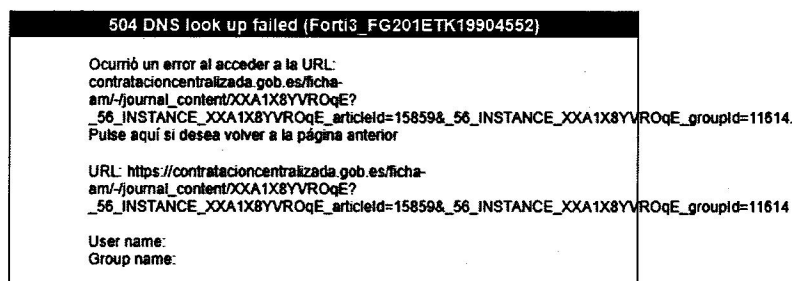 504 DNS look up failed (Forti3_FG201ETK19904552)
Ocurrió un error al acceder a la URL:
contratacioncentralizada.gob.es/ficha-
am/-/journal_content/XXA1X8YVROqE?
_56_INSTANCE_XXA1X8YVROqE_articleId=15859&_56_INSTANCE_XXA1X8YVROqE_groupId=11614.
Pulse aquí si desea volver a la página anterior
URL: https://contratacioncentralizada.gob.es/ficha-
am/-/journal_content/XXA1X8YVROqE?
_56_INSTANCE_XXA1X8YVROqE_articleId=15859&_56_INSTANCE_XXA1X8YVROqE_groupId=11614
User name:
Group name: